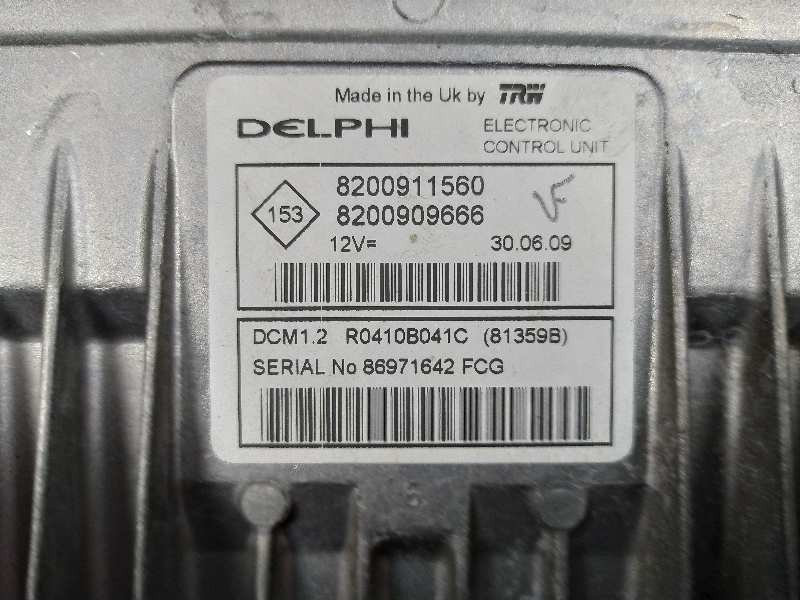 Made in the Uk by TRW
DELPHI ELECTRONIC
CONTROL UNIT
153
8200911560
8200909666
12V= 30.06.09
DCM1.2 R0410B041C (81359B)
SERIAL No 86971642 FCG